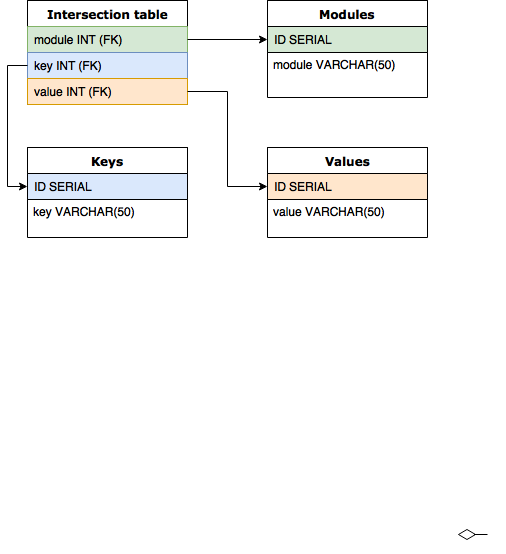 Intersection table
module INT (FK)
key INT (FK)
value INT (FK)
Modules
ID SERIAL
module VARCHAR(50)
Keys
ID SERIAL
key VARCHAR(50)
Values
ID SERIAL
value VARCHAR(50)